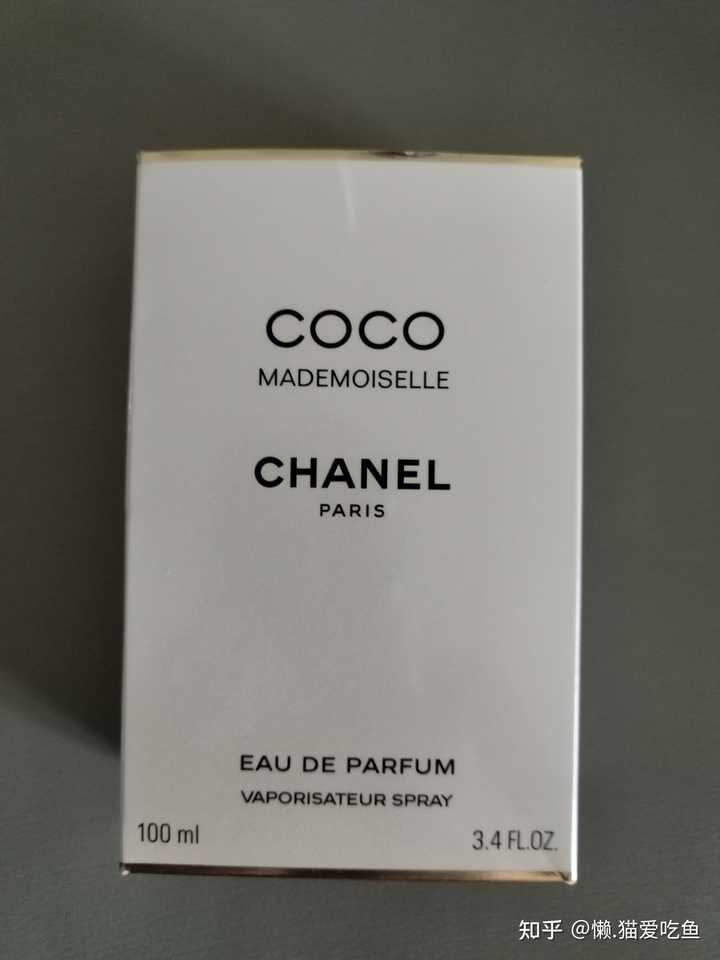 COCO
MADEMOISELLE
CHANEL
PARIS
EAU DE PARFUM
VAPORISATEUR SPRAY
100 ml 3.4 FL.OZ.
知乎 @懒.猫爱吃鱼